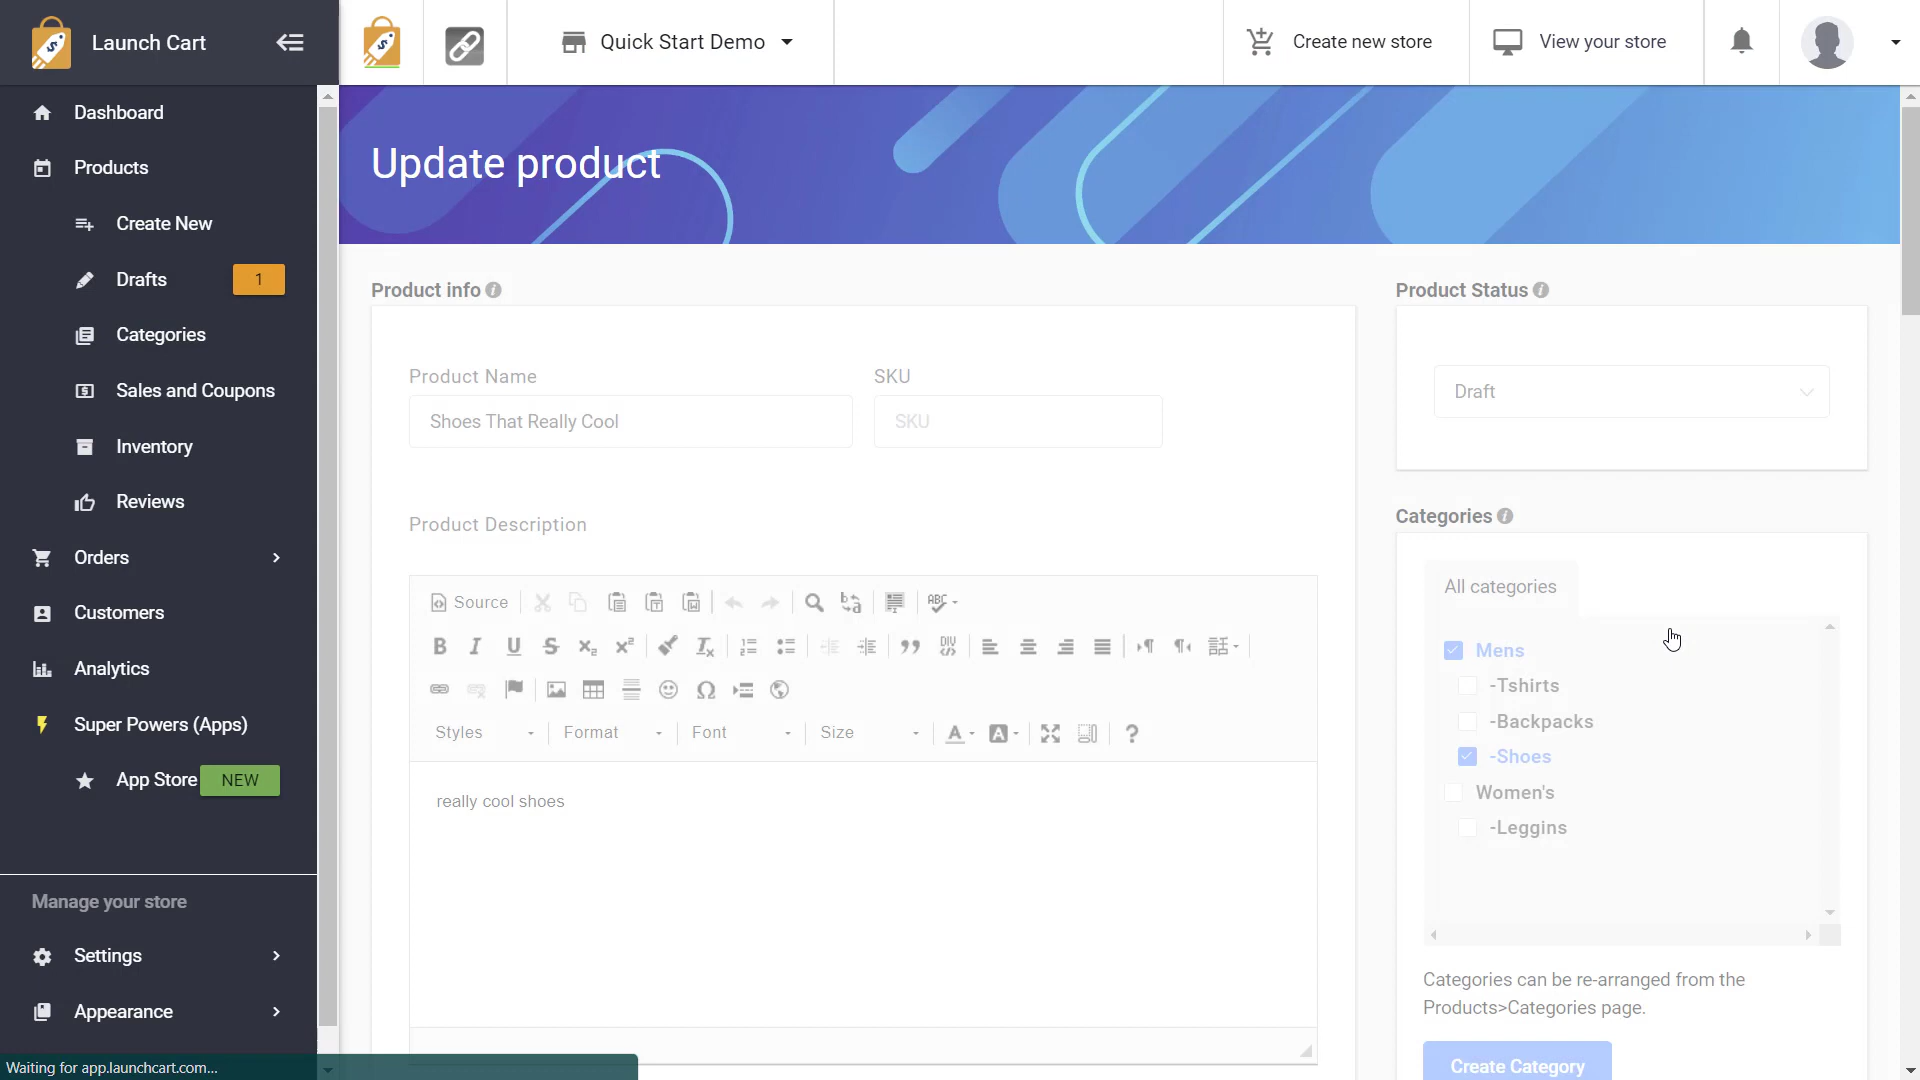 Launch Cart
Quick Start Demo
Create new store
View your store
Dashboard
Products
Create New
Drafts 1
Categories
Sales and Coupons
Inventory
Reviews
Orders
Customers
Analytics
Super Powers (Apps)
App Store NEW
Manage your store
Settings
Appearance
Waiting for app.launchcart.com...
Update product
Product info
Product Name
Shoes That Really Cool
SKU
SKU
Product Description
Source
Styles Format Font Size
really cool shoes
Product Status
Draft
Categories
All categories
Mens
-Tshirts
-Backpacks
-Shoes
Women's
-Leggins
Categories can be re-arranged from the
Products>Categories page.
Create Category